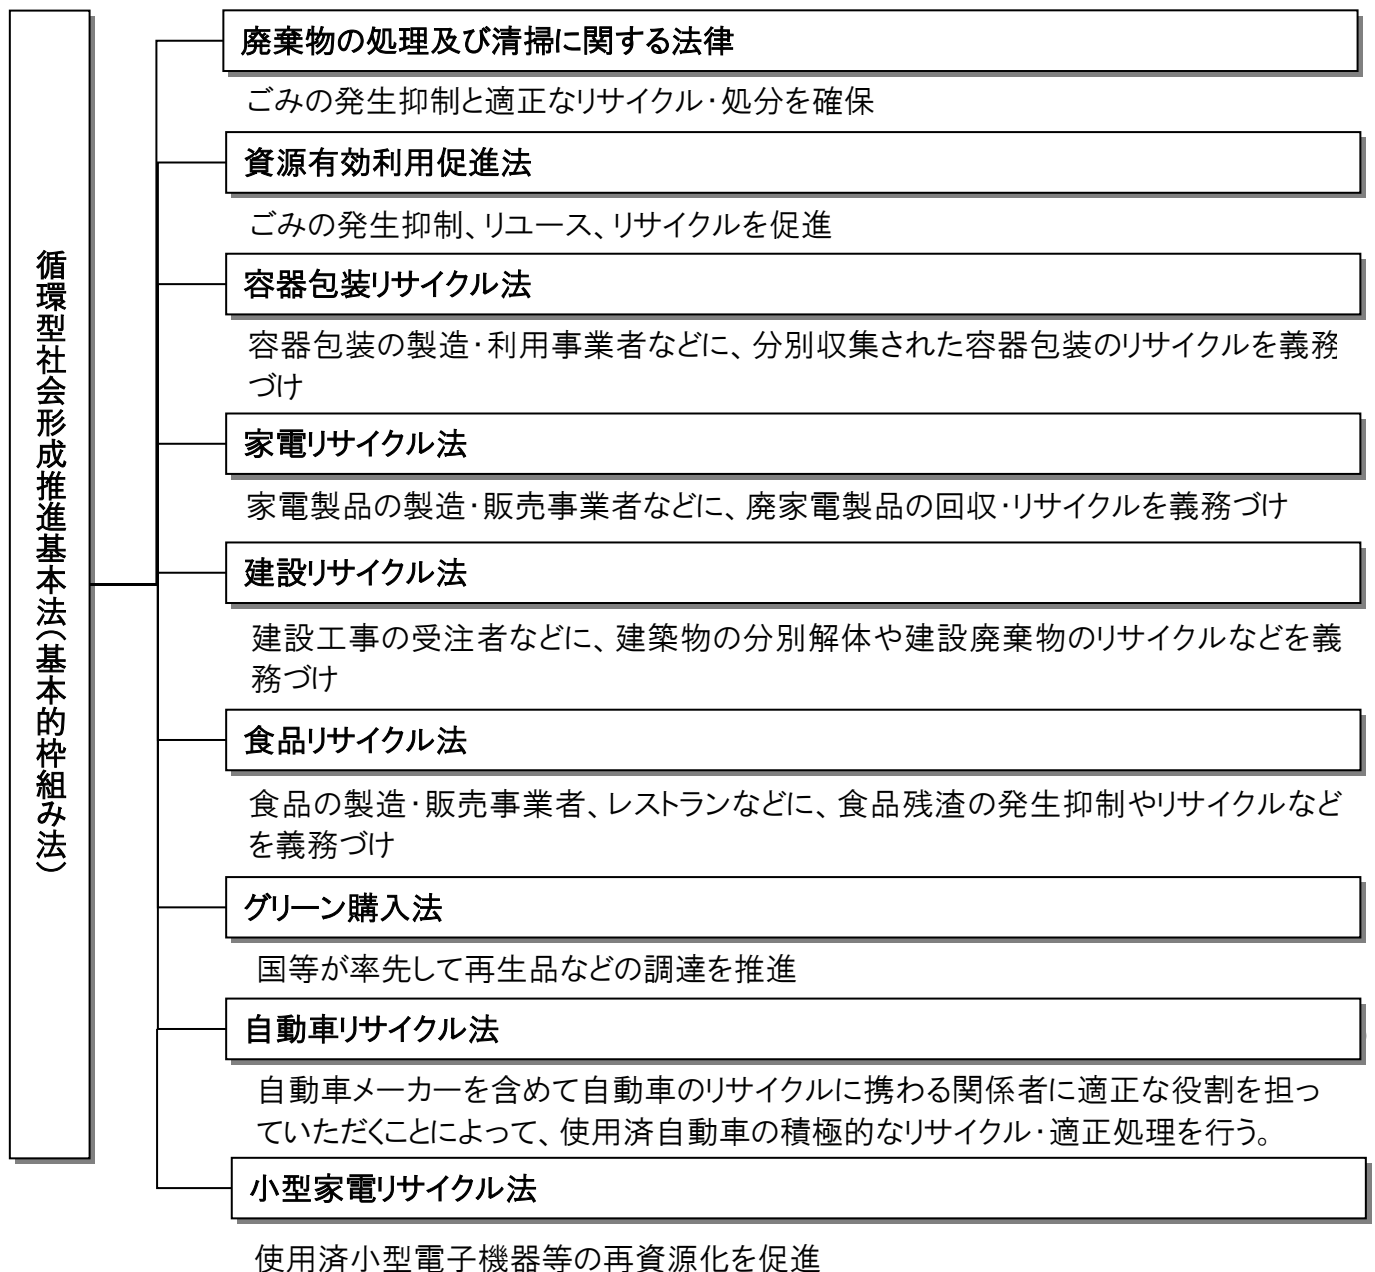 循環型社会形成推進基本法（基本的枠組み法）
廃棄物の処理及び清掃に関する法律
ごみの発生抑制と適正なリサイクル・処分を確保
資源有効利用促進法
ごみの発生抑制、リユース、リサイクルを促進
容器包装リサイクル法
容器包装の製造・利用事業者などに、分別収集された容器包装のリサイクルを義務
づけ
家電リサイクル法
家電製品の製造・販売事業者などに、廃家電製品の回収・リサイクルを義務づけ
建設リサイクル法
建設工事の受注者などに、建築物の分別解体や建設廃棄物のリサイクルなどを義
務づけ
食品リサイクル法
食品の製造・販売事業者、レストランなどに、食品残渣の発生抑制やリサイクルなど
を義務づけ
グリーン購入法
国等が率先して再生品などの調達を推進
自動車リサイクル法
自動車メーカーを含めて自動車のリサイクルに携わる関係者に適正な役割を担っ
ていただくことによって、使用済自動車の積極的なリサイクル・適正処理を行う。
小型家電リサイクル法
使用済小型電子機器等の再資源化を促進